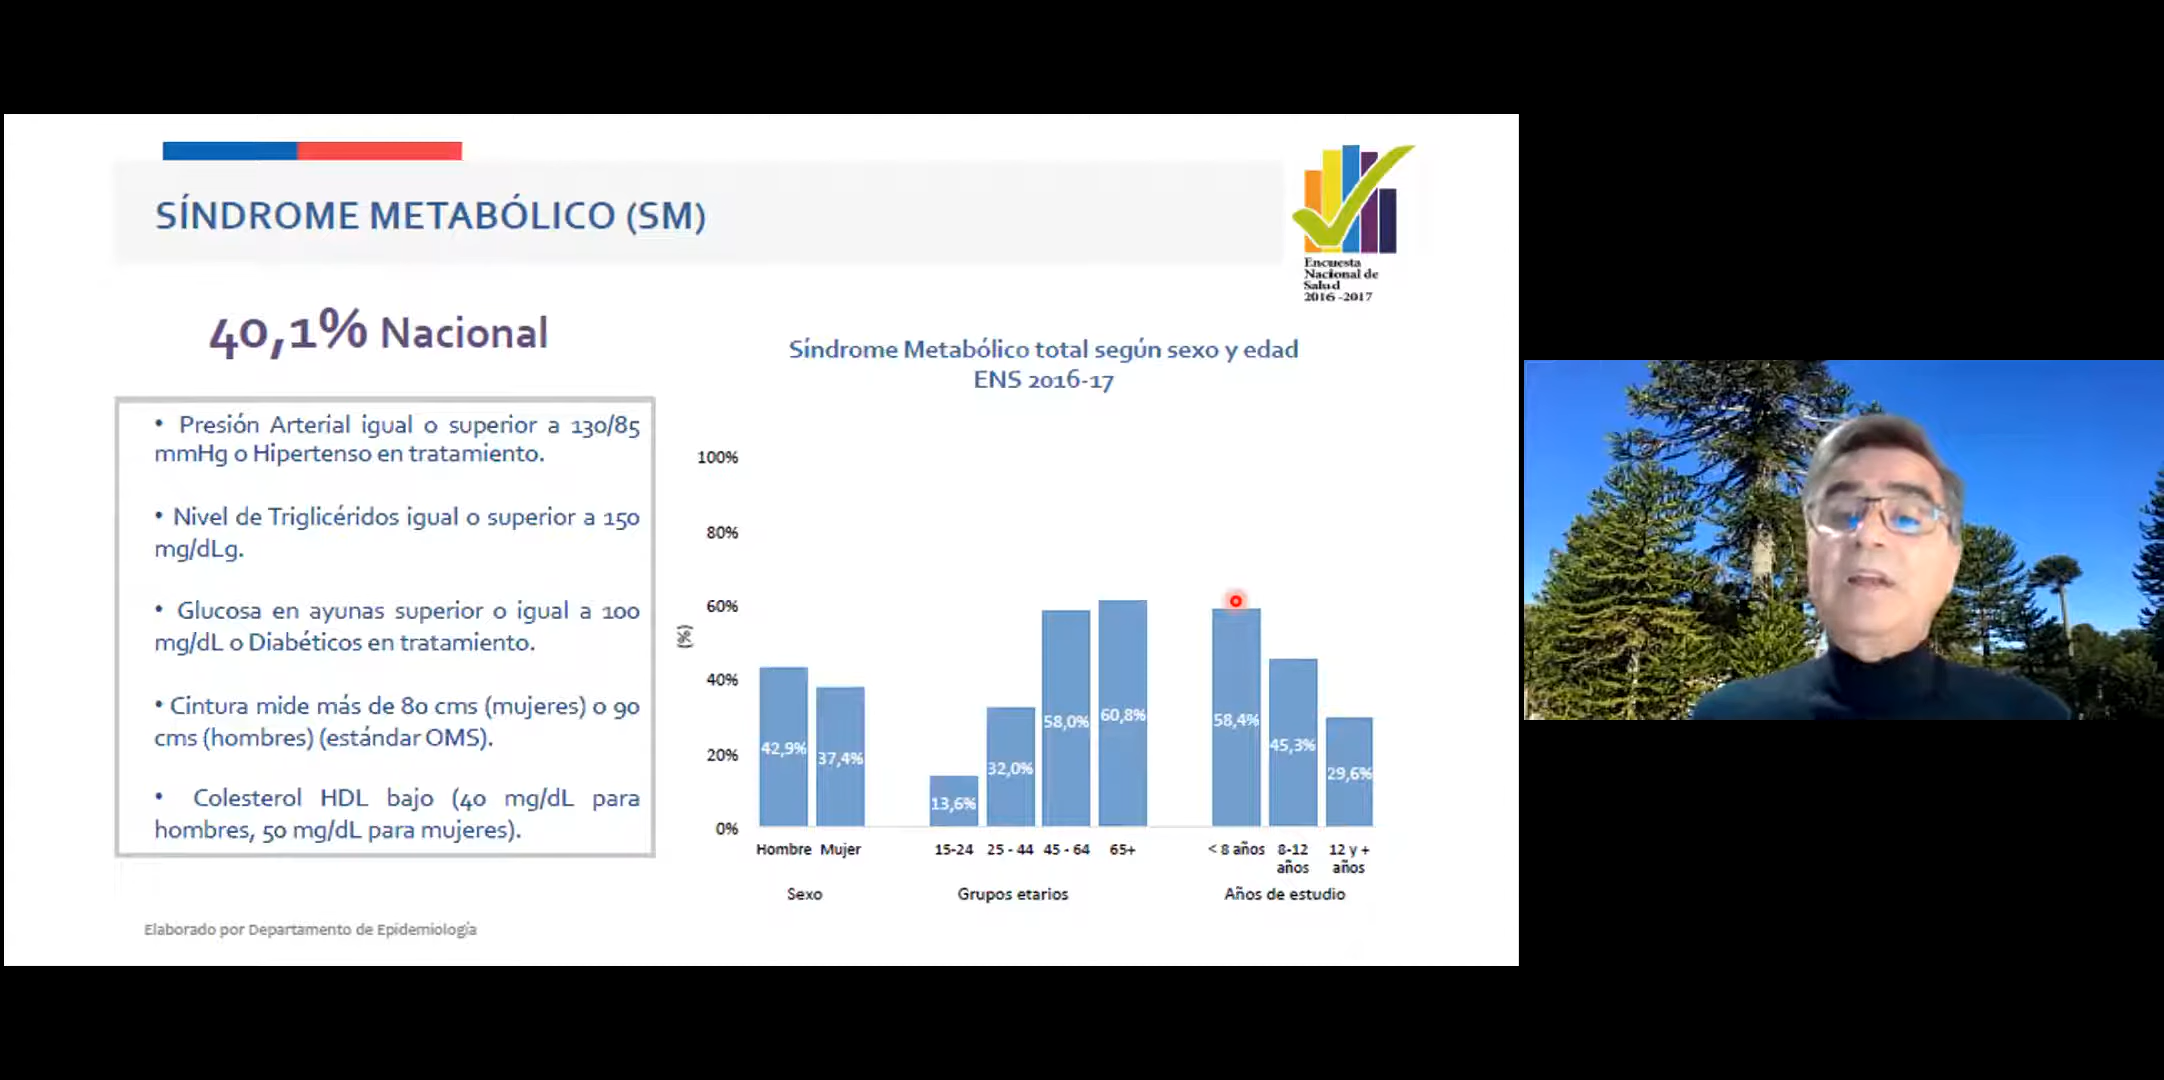 SÍNDROME METABÓLICO (SM)
Encuesta
Nacional de
Salud
2016 -2017
40,1% Nacional
• Presión Arterial igual o superior a 130/85
mmHg o Hipertenso en tratamiento.
• Nivel de Triglicéridos igual o superior a 150
mg/dLg.
• Glucosa en ayunas superior o igual a 100
mg/dL o Diabéticos en tratamiento.
• Cintura mide más de 80 cms (mujeres) o 90
cms (hombres) (estándar OMS).
• Colesterol HDL bajo (40 mg/dL para
hombres, 50 mg/dL para mujeres).
Síndrome Metabólico total según sexo y edad
ENS 2016-17
100%
80%
60%
40%
20%
0%
(%)
42,9%
37,4%
13,6%
32,0%
58,0%
60,8%
58,4%
45,3%
29,6%
Hombre Mujer 15-24 25 - 44 45 - 64 65+ < 8 años 8-12 12 y +
años años
Sexo Grupos etarios Años de estudio
Elaborado por Departamento de Epidemiología